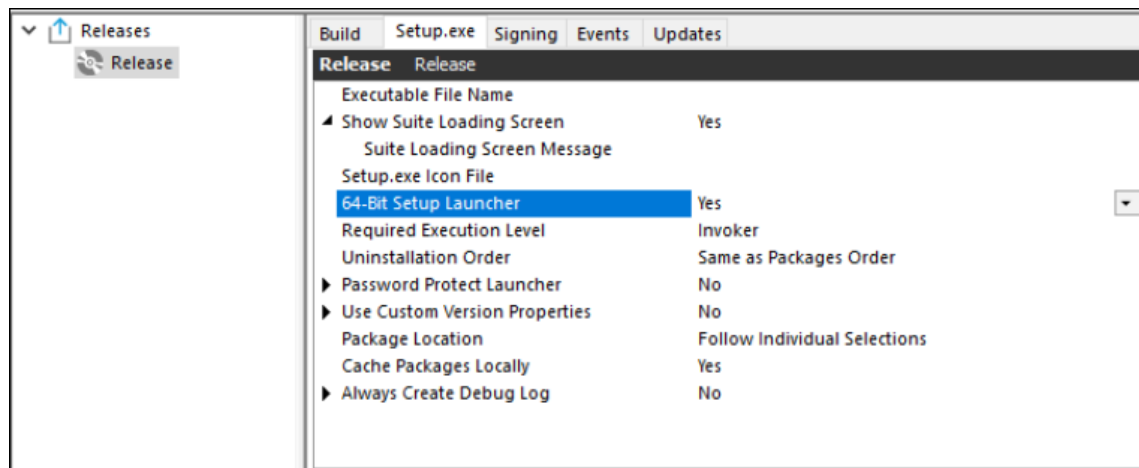 Releases
Release
Build Setup.exe Signing Events Updates
Release Release
Executable File Name
Show Suite Loading Screen Yes
Suite Loading Screen Message
Setup.exe Icon File
64-Bit Setup Launcher Yes
Required Execution Level Invoker
Uninstallation Order Same as Packages Order
Password Protect Launcher No
Use Custom Version Properties No
Package Location Follow Individual Selections
Cache Packages Locally Yes
Always Create Debug Log No